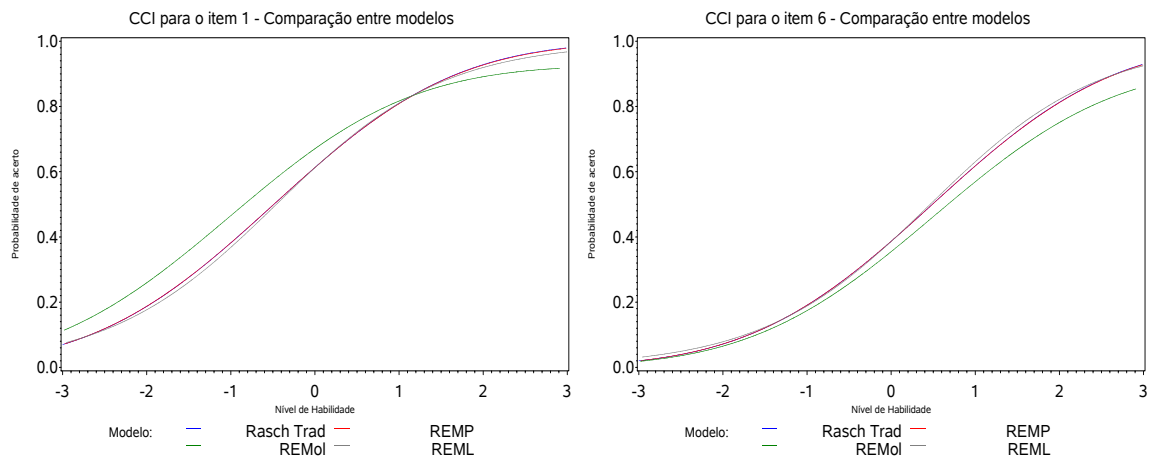 CCI para o item 1 - Comparação entre modelos
1.0
0.8
0.6
0.4
0.2
0.0
Probabilidade de acerto
-3 -2 -1 0 1 2 3
Nível de Habilidade
Modelo: Rasch Trad REMP
REMol REML
CCI para o item 6 - Comparação entre modelos
1.0
0.8
0.6
0.4
0.2
0.0
Probabilidade de acerto
-3 -2 -1 0 1 2 3
Nível de Habilidade
Modelo: Rasch Trad REMP
REMol REML